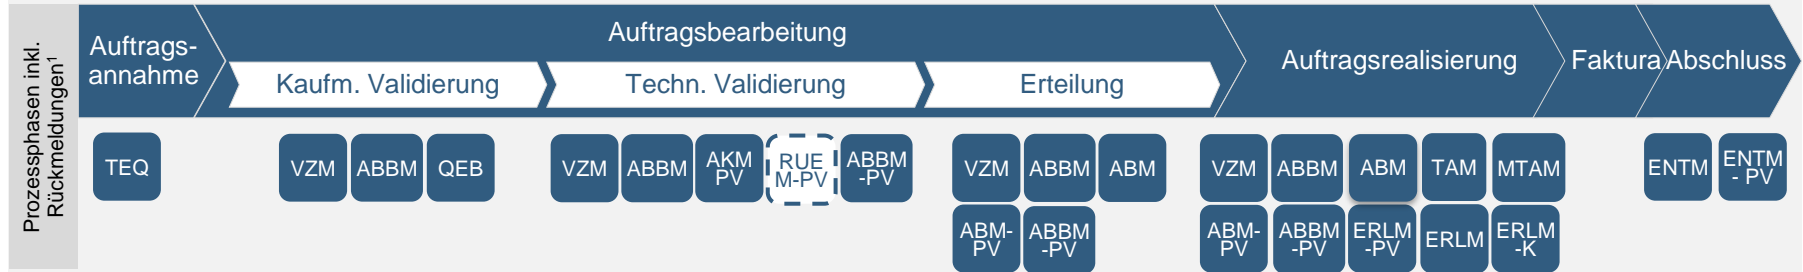 Prozessphasen inkl.
Rückmeldungen¹
Auftrags-
annahme
Auftragsbearbeitung
Kaufm. Validierung
Techn. Validierung
Erteilung
Auftragsrealisierung
Faktura
Abschluss
TEQ
VZM
ABBM
QEB
VZM
ABBM
AKM
PV
RUE
M-PV
ABBM
-PV
VZM
ABBM
ABM
ABM-
PV
ABBM
-PV
VZM
ABBM
ABM
TAM
MTAM
ABM-
PV
ABBM
-PV
ERLM
-PV
ERLM
ERLM
-K
ENTM
ENTM
- PV